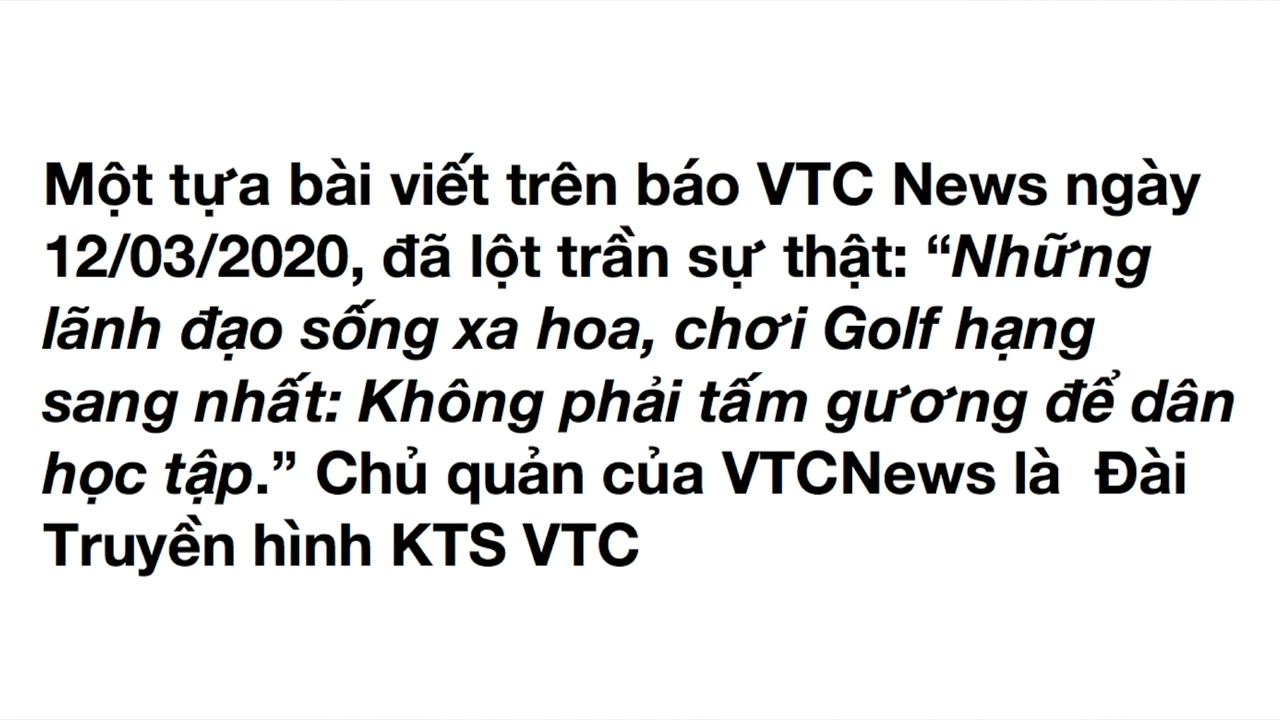 Một tựa bài viết trên báo VTC News ngày
12/03/2020, đã lột trần sự thật: “Những
lãnh đạo sống xa hoa, chơi Golf hạng
sang nhất: Không phải tấm gương để dân
học tập.” Chủ quản của VTCNews là  Đài
Truyền hình KTS VTC